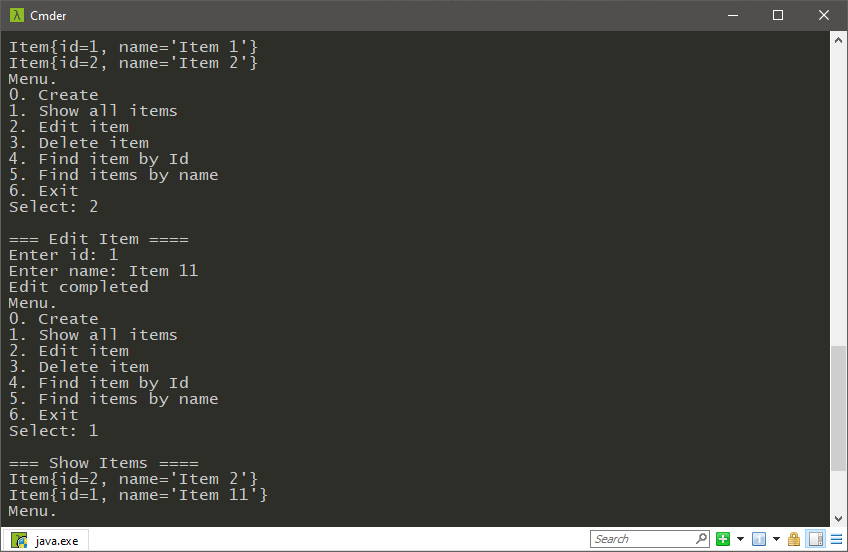 Cmder
Item{id=1, name='Item 1'}
Item{id=2, name='Item 2'}
Menu.
0. Create
1. Show all items
2. Edit item
3. Delete item
4. Find item by Id
5. Find items by name
6. Exit
Select: 2
=== Edit Item ====
Enter id: 1
Enter name: Item 11
Edit completed
Menu.
0. Create
1. Show all items
2. Edit item
3. Delete item
4. Find item by Id
5. Find items by name
6. Exit
Select: 1
=== Show Items ====
Item{id=2, name='Item 2'}
Item{id=1, name='Item 11'}
Menu.
java.exe
Search